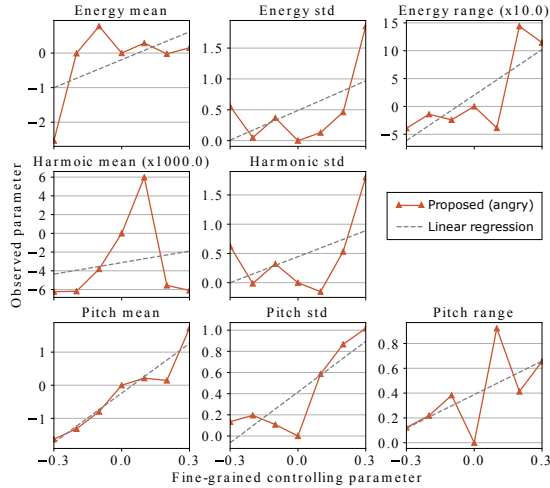 Energy mean
Energy std
Energy range (x10.0)
0
−1
−2
1.5
1.0
0.5
0.0
15
10
5
0
−5
Harmoic mean (x1000.0)
Harmonic std
6
4
2
0
−2
−4
−6
1.5
1.0
0.5
0.0
Proposed (angry)
Linear regression
Observed parameter
Pitch mean
Pitch std
Pitch range
1
0
−1
1.0
0.8
0.6
0.4
0.2
0.0
0.8
0.6
0.4
0.2
0.0
−0.3 0.0 0.3
−0.3 0.0 0.3
−0.3 0.0 0.3
Fine-grained controlling parameter